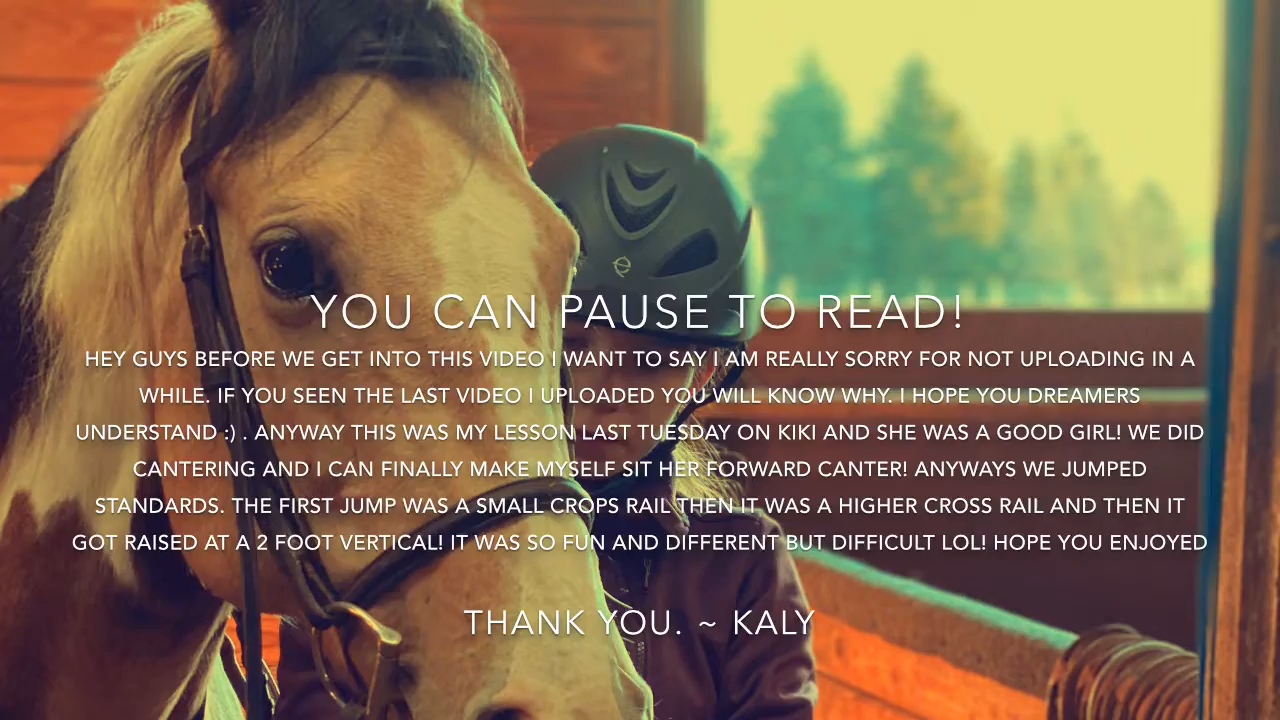 YOU CAN PAUSE TO READ!
HEY GUYS BEFORE WE GET INTO THIS VIDEO I WANT TO SAY I AM REALLY SORRY FOR NOT UPLOADING IN A
WHILE. IF YOU SEEN THE LAST VIDEO I UPLOADED YOU WILL KNOW WHY. I HOPE YOU DREAMERS
UNDERSTAND :) . ANYWAY THIS WAS MY LESSON LAST TUESDAY ON KIKI AND SHE WAS A GOOD GIRL! WE DID
CANTERING AND I CAN FINALLY MAKE MYSELF SIT HER FORWARD CANTER! ANYWAYS WE JUMPED
STANDARDS. THE FIRST JUMP WAS A SMALL CROPS RAIL THEN IT WAS A HIGHER CROSS RAIL AND THEN IT
GOT RAISED AT A 2 FOOT VERTICAL! IT WAS SO FUN AND DIFFERENT BUT DIFFICULT LOL! HOPE YOU ENJOYED
THANK YOU. ~ KALY